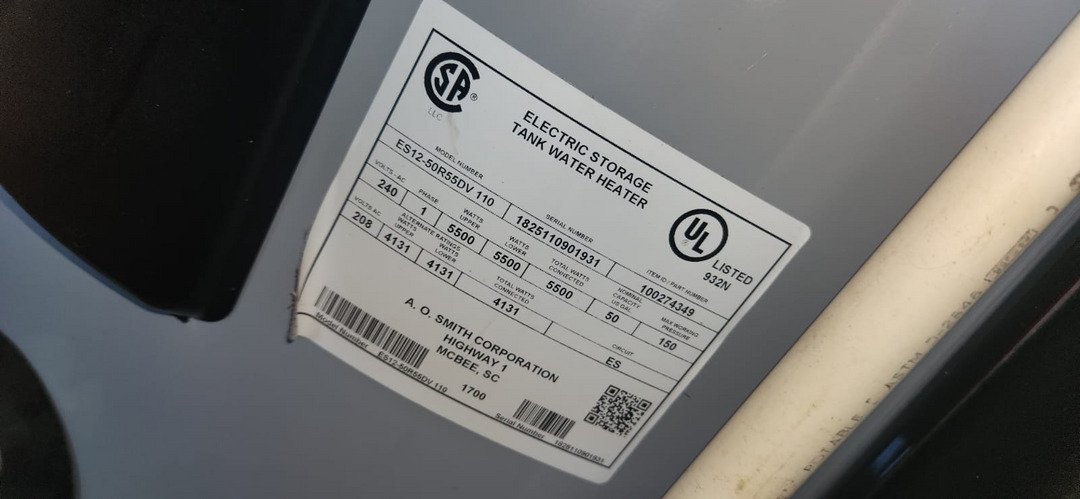 CSA ®
LLC
ELECTRIC STORAGE
TANK WATER HEATER
UL LISTED
932N
MODEL NUMBER SERIAL NUMBER ITEM ID / PART NUMBER
ES12-50R55DV 110 1825110901931 100274349
VOLTS - AC PHASE WATTS UPPER WATTS LOWER TOTAL WATTS CONNECTED NOMINAL CAPACITY US GAL. MAX WORKING PRESSURE
240 1 5500 5500 5500 50 150
ALTERNATE RATINGS
VOLTS AC WATTS UPPER WATTS LOWER TOTAL WATTS CONNECTED CIRCUIT
208 4131 4131 4131 ES
A. O. SMITH CORPORATION
HIGHWAY 1
MCBEE, SC
1700
Model Number ES12-50R55DV 110
Serial Number 1825110901931
ASTM